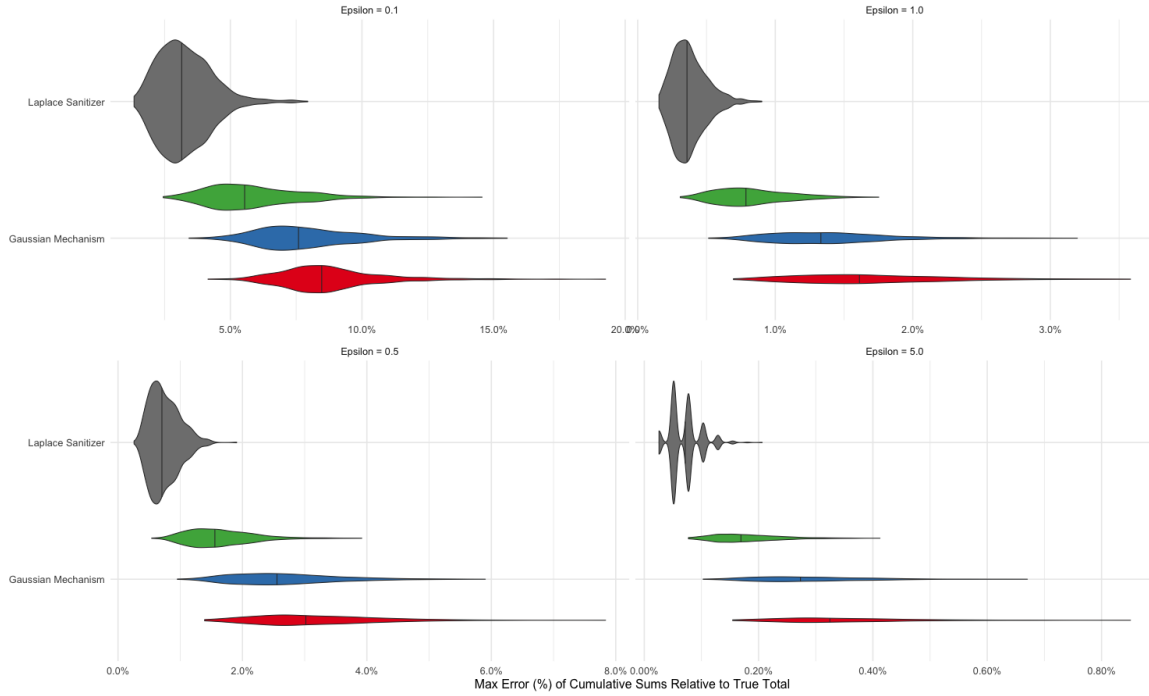 Epsilon = 0.1
Epsilon = 1.0
Laplace Sanitizer
Gaussian Mechanism
5.0% 10.0% 15.0% 20.0%
0.0% 1.0% 2.0% 3.0%
Epsilon = 0.5
Epsilon = 5.0
Laplace Sanitizer
Gaussian Mechanism
0.0% 2.0% 4.0% 6.0% 8.0%
0.00% 0.20% 0.40% 0.60% 0.80%
Max Error (%) of Cumulative Sums Relative to True Total